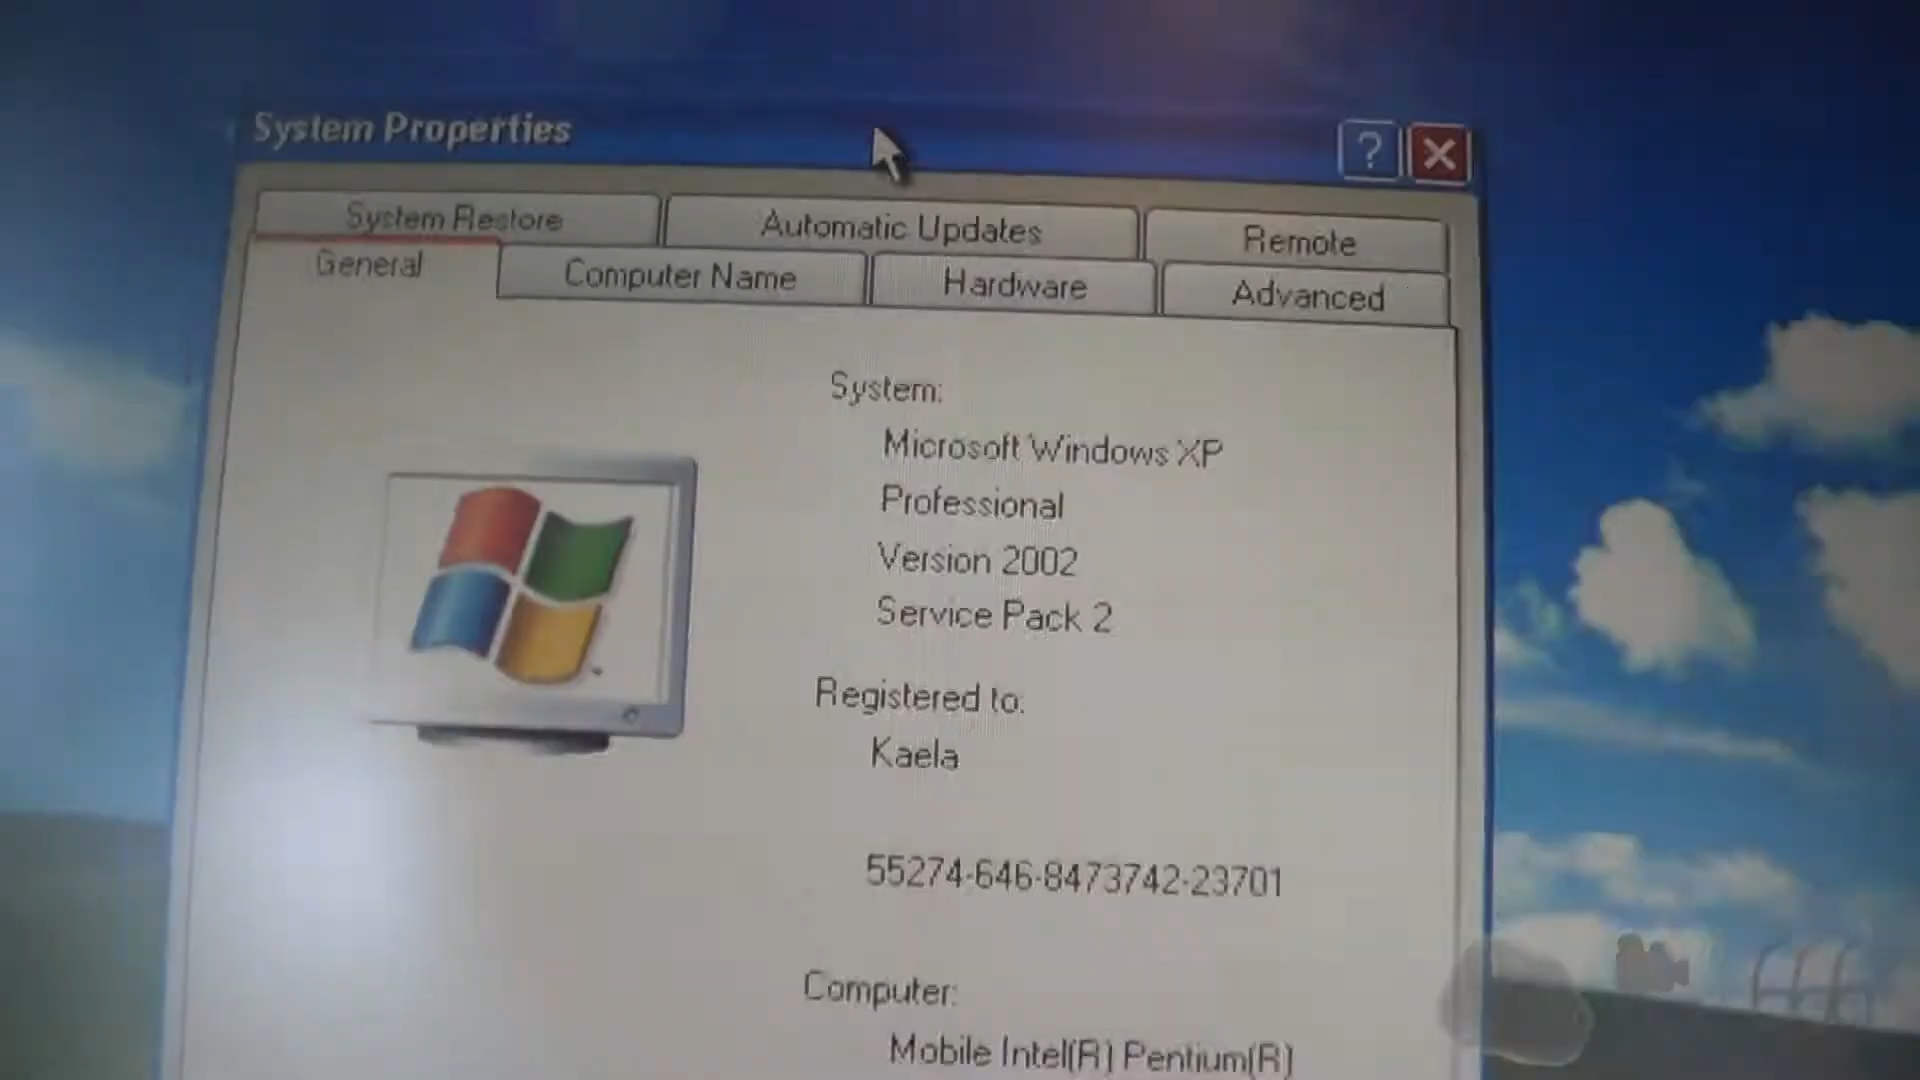 System Properties
?
System Restore
Automatic Updates
Remote
General
Computer Name
Hardware
Advanced
System:
Microsoft Windows XP
Professional
Version 2002
Service Pack 2
Registered to:
Kaela
55274-646-8473742-23701
Computer:
Mobile Intel(R) Pentium(R)